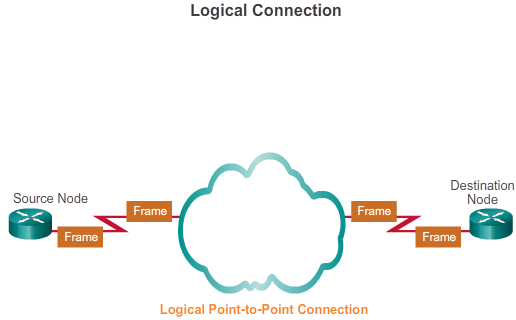 Logical Connection
Source Node
Frame
Frame
Frame
Frame
Destination
Node
Logical Point-to-Point Connection